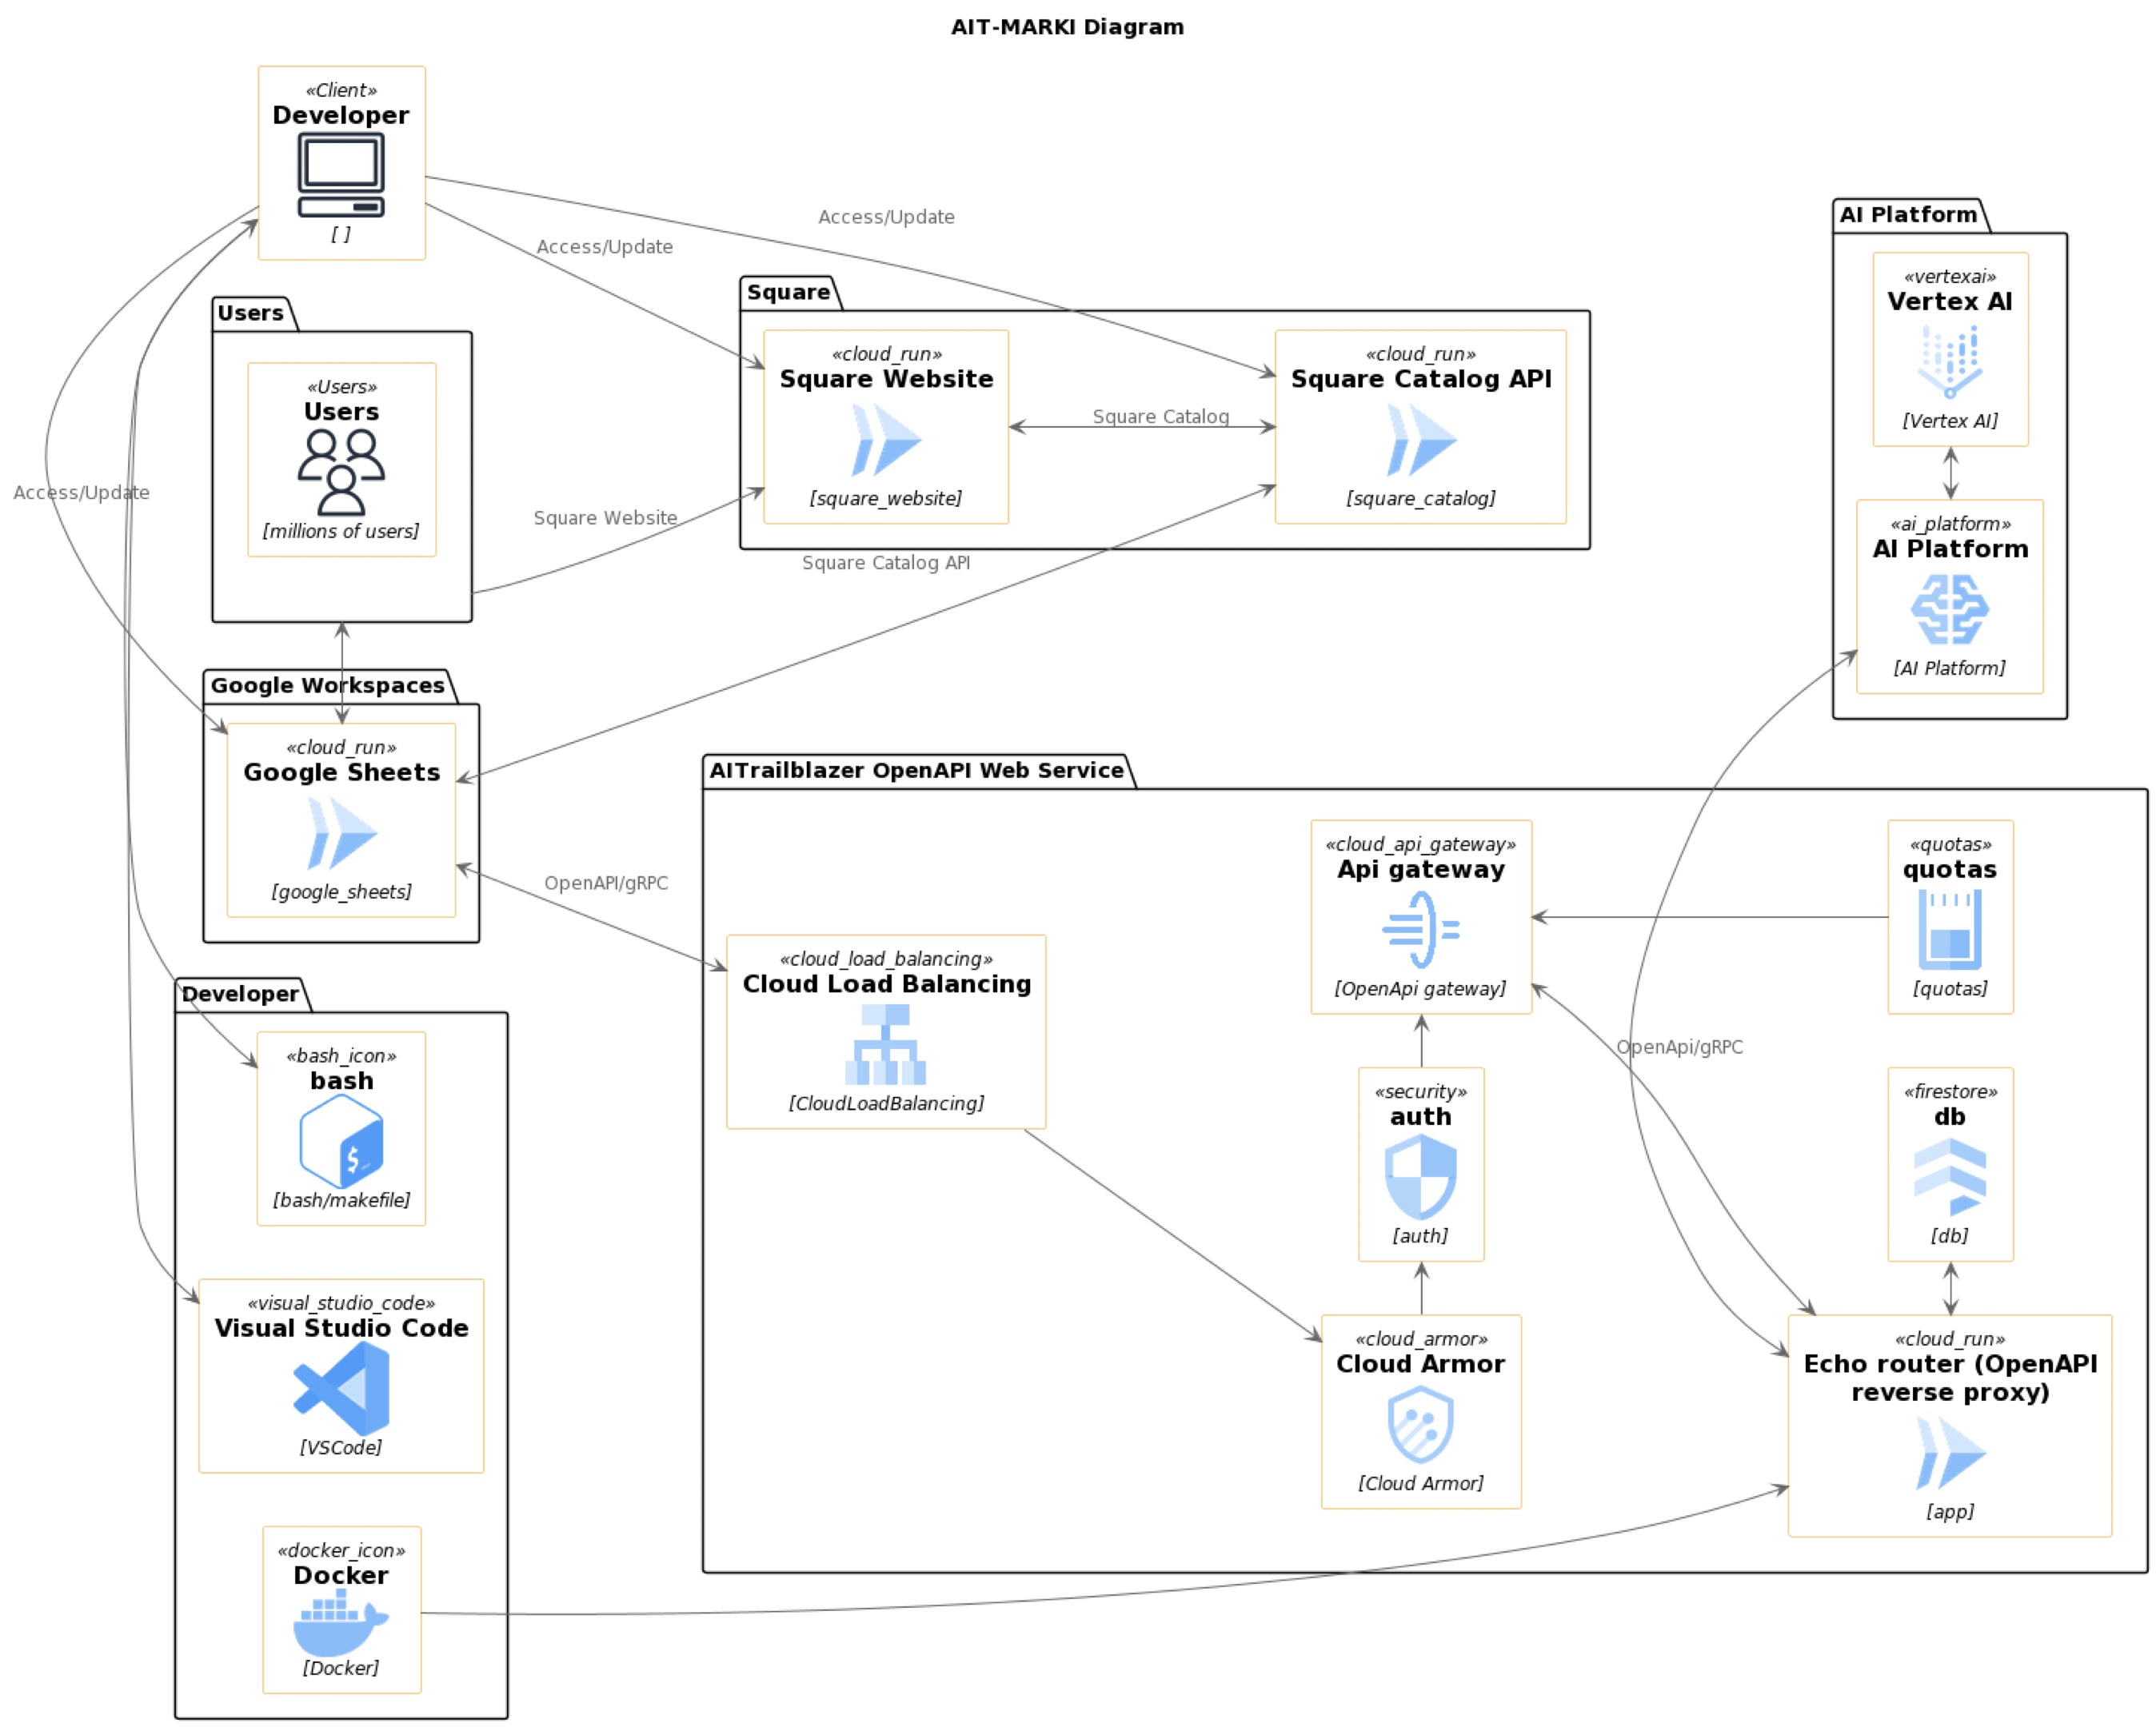 AIT-MARKI Diagram
«Client»
Developer
[ ]
Access/Update
Access/Update
Access/Update
Users
«Users»
Users
[millions of users]
Square Website
Square
«cloud_run»
Square Website
[square_website]
Square Catalog
«cloud_run»
Square Catalog API
[square_catalog]
Square Catalog API
AI Platform
«vertexai»
Vertex AI
[Vertex AI]
«ai_platform»
AI Platform
[AI Platform]
Google Workspaces
«cloud_run»
Google Sheets
[google_sheets]
OpenAPI/gRPC
AITrailblazer OpenAPI Web Service
«cloud_load_balancing»
Cloud Load Balancing
[CloudLoadBalancing]
«cloud_api_gateway»
Api gateway
[OpenApi gateway]
«quotas»
quotas
[quotas]
OpenApi/gRPC
«security»
auth
[auth]
«firestore»
db
[db]
«cloud_armor»
Cloud Armor
[Cloud Armor]
«cloud_run»
Echo router (OpenAPI
reverse proxy)
[app]
Developer
«bash_icon»
bash
$
[bash/makefile]
«visual_studio_code»
Visual Studio Code
[VSCode]
«docker_icon»
Docker
[Docker]